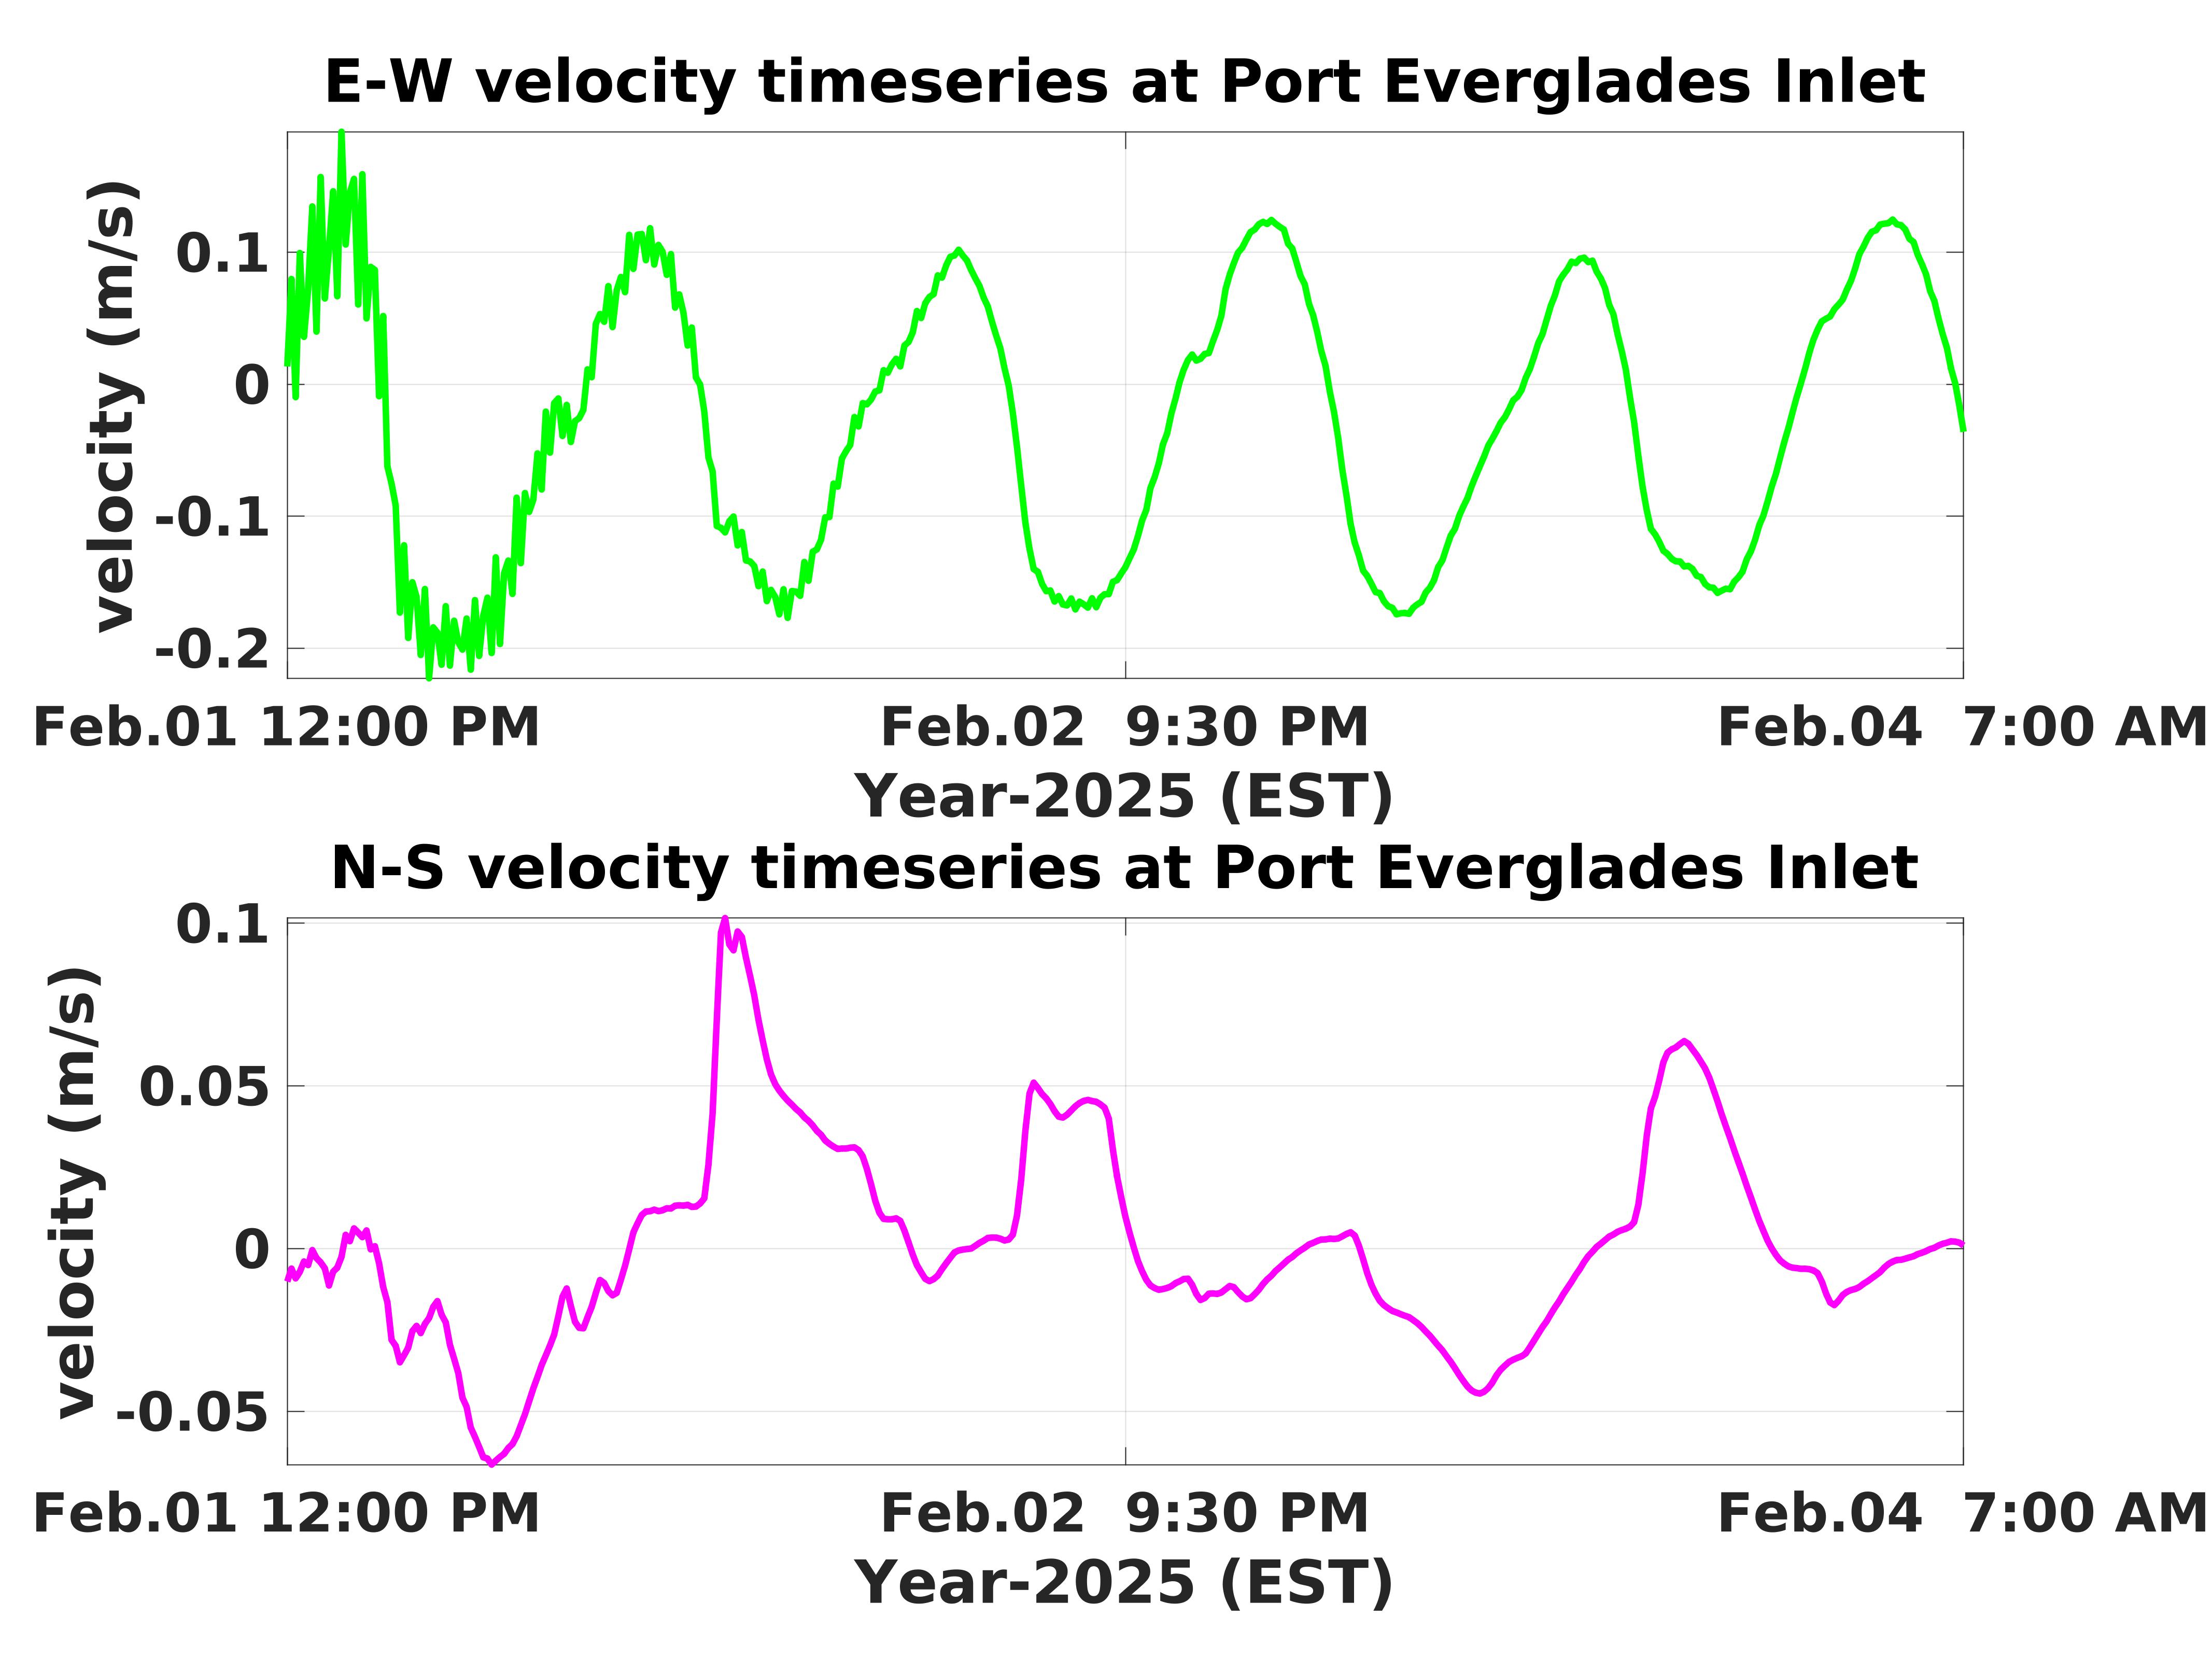 E-W velocity timeseries at Port Everglades Inlet
velocity (m/s)
0.1
0
-0.1
-0.2
Feb.01 12:00 PM Feb.02  9:30 PM Feb.04  7:00 AM
Year-2025 (EST)
N-S velocity timeseries at Port Everglades Inlet
velocity (m/s)
0.1
0.05
0
-0.05
Feb.01 12:00 PM Feb.02  9:30 PM Feb.04  7:00 AM
Year-2025 (EST)